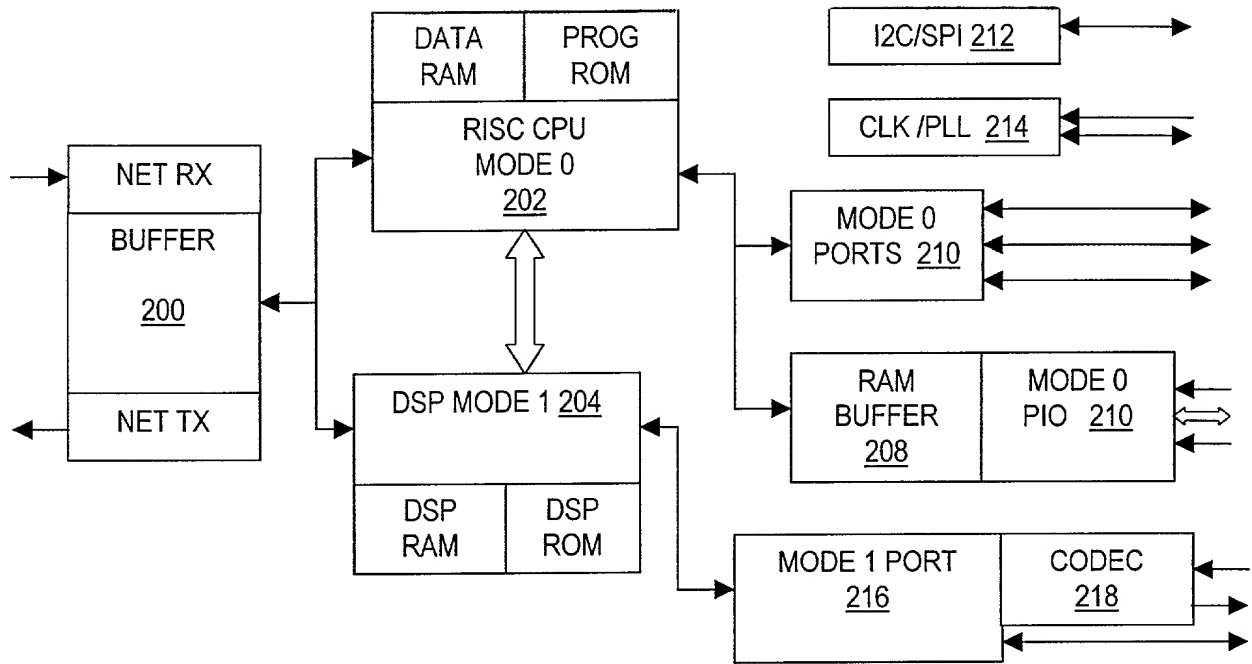 DATA
RAM
PROG
ROM
RISC CPU
MODE 0
202
NET RX
BUFFER
200
NET TX
DSP MODE 1 204
DSP
RAM
DSP
ROM
I2C/SPI 212
CLK /PLL 214
MODE 0
PORTS 210
RAM
BUFFER
208
MODE 0
PIO 210
MODE 1 PORT
216
CODEC
218